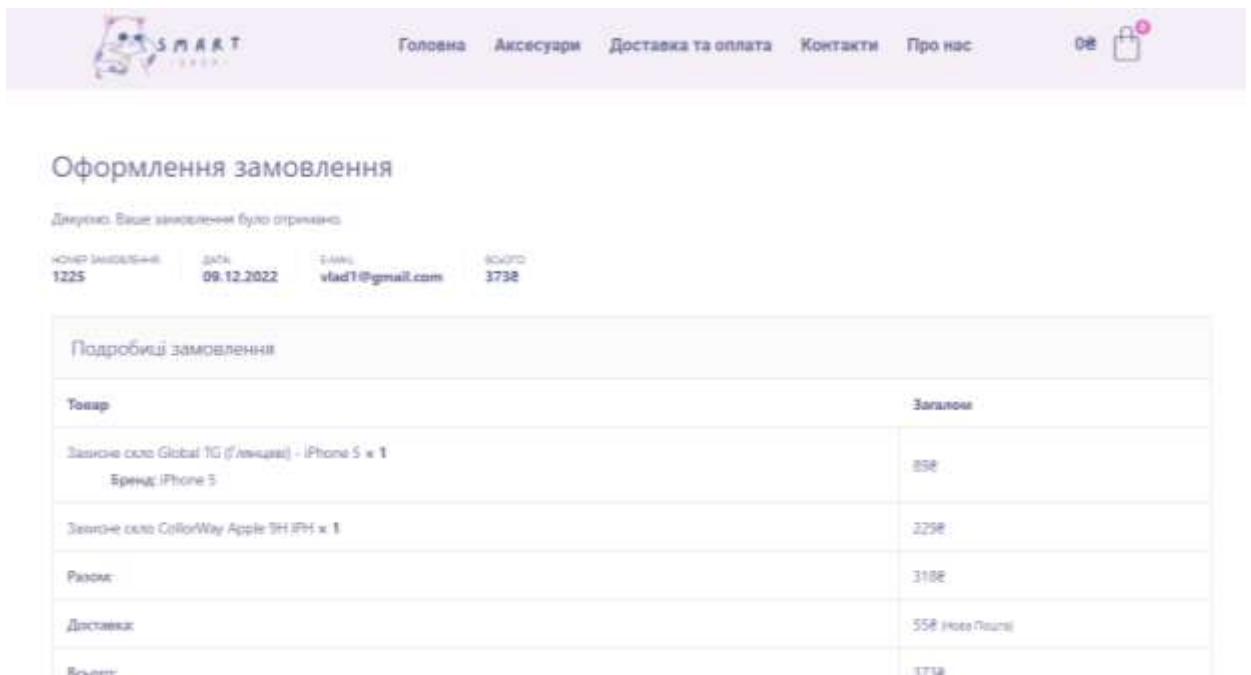 SMART
Головна Аксесуари Доставка та оплата Контакти Про нас 0₴ 0
Оформлення замовлення
Дякуємо. Ваше замовлення було отримано.
НОМЕР ЗАМОВЛЕННЯ: ДАТА: E-MAIL: ВСЬОГО:
1225 09.12.2022 vlad1@gmail.com 373₴
Подробиці замовлення
Товар Загалом
Захисне скло Global TG (Глянцеві) - iPhone 5 × 1 89₴
Бренд: iPhone 5
Захисне скло CollorWay Apple 9H IPH × 1 229₴
Разом: 318₴
Доставка: 55₴ (Нова Пошта)
Всього: 373₴